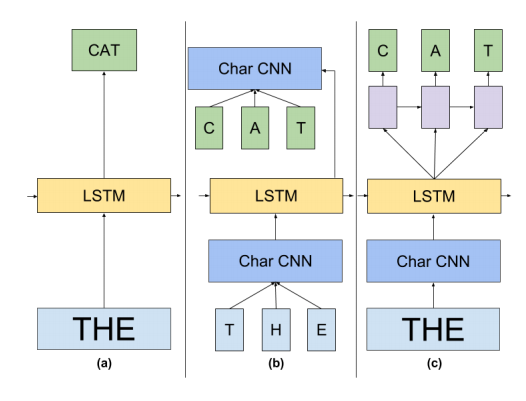 CAT
LSTM
THE
(a)
Char CNN
C A T
LSTM
Char CNN
T H E
(b)
C A T
LSTM
Char CNN
THE
(c)